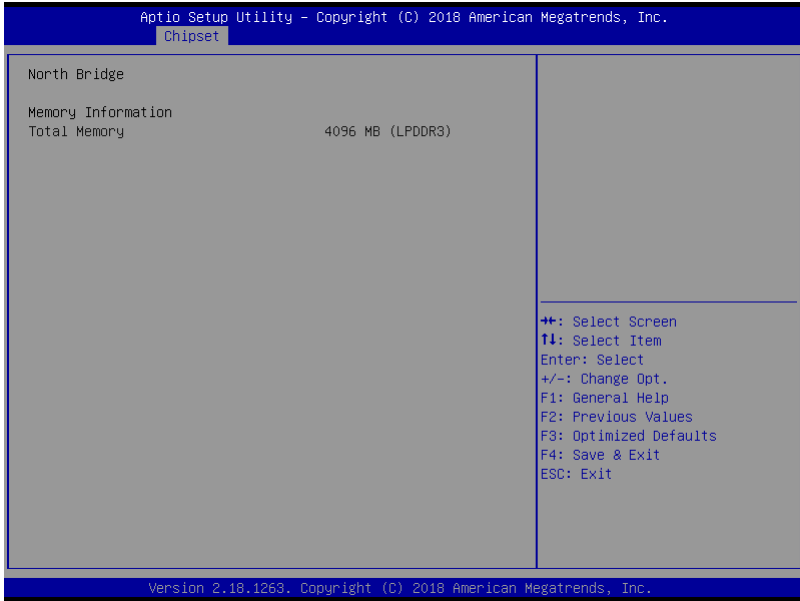 Aptio Setup Utility – Copyright (C) 2018 American Megatrends, Inc.
Chipset
North Bridge
Memory Information
Total Memory 4096 MB (LPDDR3)
→←: Select Screen
↑↓: Select Item
Enter: Select
+/-: Change Opt.
F1: General Help
F2: Previous Values
F3: Optimized Defaults
F4: Save & Exit
ESC: Exit
Version 2.18.1263. Copyright (C) 2018 American Megatrends, Inc.